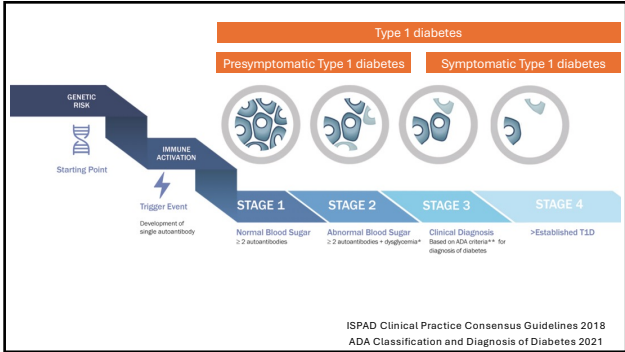 Type 1 diabetes
Presymptomatic Type 1 diabetes
Symptomatic Type 1 diabetes
GENETIC
RISK
Starting Point
IMMUNE
ACTIVATION
Trigger Event
Development of
single autoantibody
STAGE 1
Normal Blood Sugar
≥ 2 autoantibodies
STAGE 2
Abnormal Blood Sugar
≥ 2 autoantibodies + dysglycemia*
STAGE 3
Clinical Diagnosis
Based on ADA criteria** for
diagnosis of diabetes
STAGE 4
>Established T1D
ISPAD Clinical Practice Consensus Guidelines 2018
ADA Classification and Diagnosis of Diabetes 2021